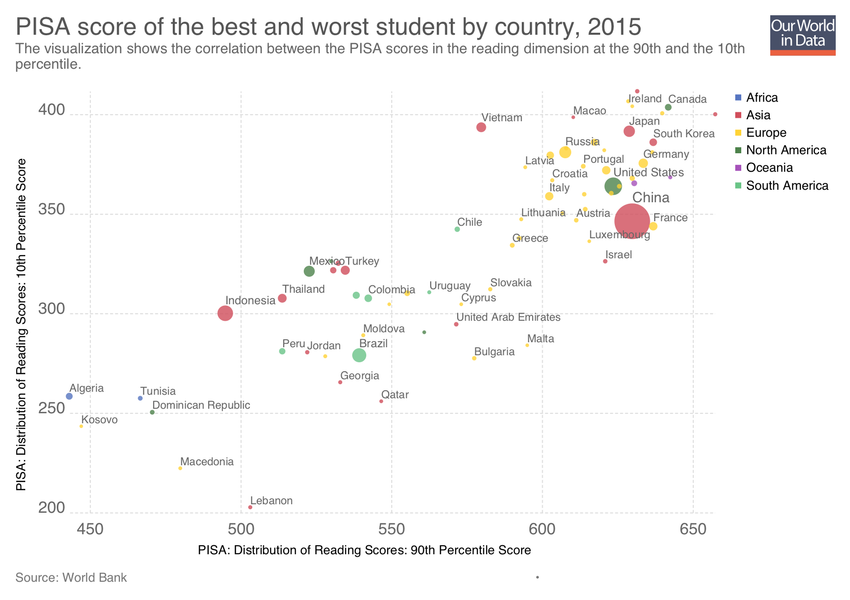 PISA score of the best and worst student by country, 2015
The visualization shows the correlation between the PISA scores in the reading dimension at the 90th and the 10th
percentile.
Our World
in Data
400
350
300
250
200
PISA: Distribution of Reading Scores: 10th Percentile Score
Vietnam
Macao
Ireland
Canada
Japan
South Korea
Russia
Germany
Latvia
Portugal
Croatia
United States
Italy
China
Lithuania
Austria
France
Chile
Greece
Luxembourg
Israel
Mexico
Turkey
Thailand
Colombia
Uruguay
Slovakia
Cyprus
Indonesia
United Arab Emirates
Moldova
Peru
Jordan
Brazil
Malta
Bulgaria
Georgia
Qatar
Algeria
Tunisia
Dominican Republic
Kosovo
Macedonia
Lebanon
450
500
550
600
650
PISA: Distribution of Reading Scores: 90th Percentile Score
Africa
Asia
Europe
North America
Oceania
South America
Source: World Bank